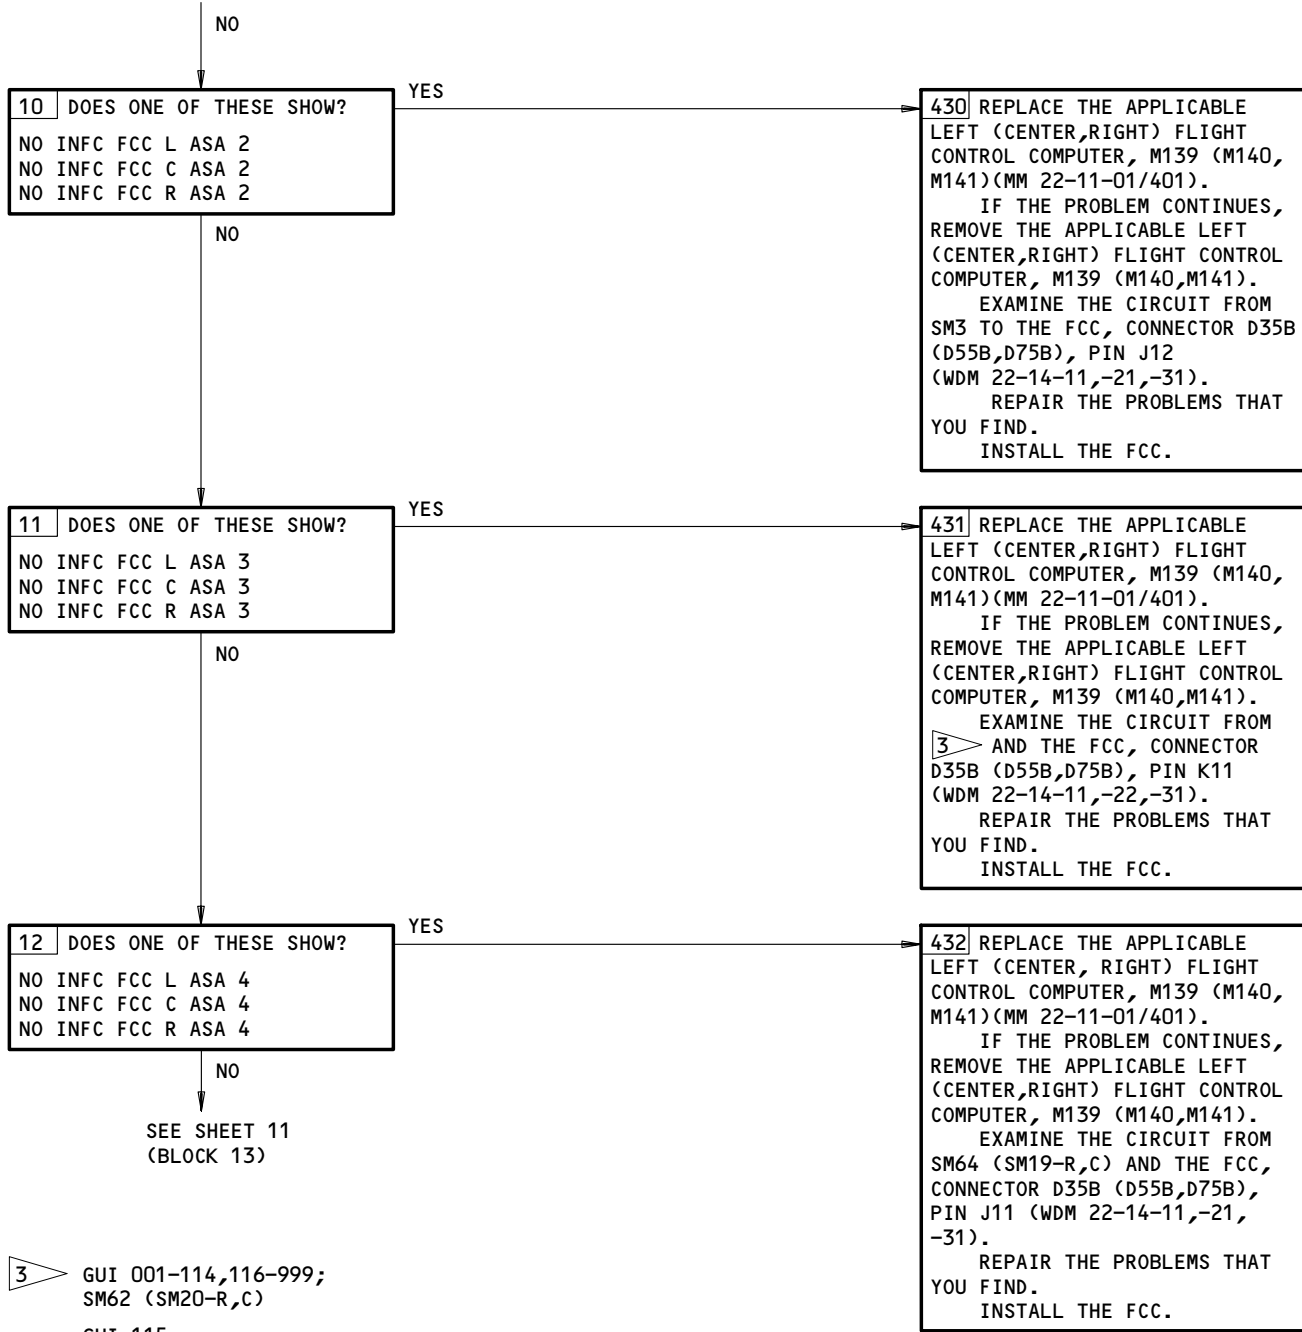 NO
10 DOES ONE OF THESE SHOW?
NO INFC FCC L ASA 2
NO INFC FCC C ASA 2
NO INFC FCC R ASA 2
YES
NO
430 REPLACE THE APPLICABLE
LEFT (CENTER,RIGHT) FLIGHT
CONTROL COMPUTER, M139 (M140,
M141)(MM 22-11-01/401).
IF THE PROBLEM CONTINUES,
REMOVE THE APPLICABLE LEFT
(CENTER,RIGHT) FLIGHT CONTROL
COMPUTER, M139 (M140,M141).
EXAMINE THE CIRCUIT FROM
SM3 TO THE FCC, CONNECTOR D35B
(D55B,D75B), PIN J12
(WDM 22-14-11,-21,-31).
REPAIR THE PROBLEMS THAT
YOU FIND.
INSTALL THE FCC.
11 DOES ONE OF THESE SHOW?
NO INFC FCC L ASA 3
NO INFC FCC C ASA 3
NO INFC FCC R ASA 3
YES
NO
431 REPLACE THE APPLICABLE
LEFT (CENTER,RIGHT) FLIGHT
CONTROL COMPUTER, M139 (M140,
M141)(MM 22-11-01/401).
IF THE PROBLEM CONTINUES,
REMOVE THE APPLICABLE LEFT
(CENTER,RIGHT) FLIGHT CONTROL
COMPUTER, M139 (M140,M141).
EXAMINE THE CIRCUIT FROM
3 AND THE FCC, CONNECTOR
D35B (D55B,D75B), PIN K11
(WDM 22-14-11,-22,-31).
REPAIR THE PROBLEMS THAT
YOU FIND.
INSTALL THE FCC.
12 DOES ONE OF THESE SHOW?
NO INFC FCC L ASA 4
NO INFC FCC C ASA 4
NO INFC FCC R ASA 4
YES
NO
SEE SHEET 11
(BLOCK 13)
432 REPLACE THE APPLICABLE
LEFT (CENTER, RIGHT) FLIGHT
CONTROL COMPUTER, M139 (M140,
M141)(MM 22-11-01/401).
IF THE PROBLEM CONTINUES,
REMOVE THE APPLICABLE LEFT
(CENTER,RIGHT) FLIGHT CONTROL
COMPUTER, M139 (M140,M141).
EXAMINE THE CIRCUIT FROM
SM64 (SM19-R,C) AND THE FCC,
CONNECTOR D35B (D55B,D75B),
PIN J11 (WDM 22-14-11,-21,
-31).
REPAIR THE PROBLEMS THAT
YOU FIND.
INSTALL THE FCC.
3 GUI 001-114,116-999;
SM62 (SM20-R,C)
GUI 115